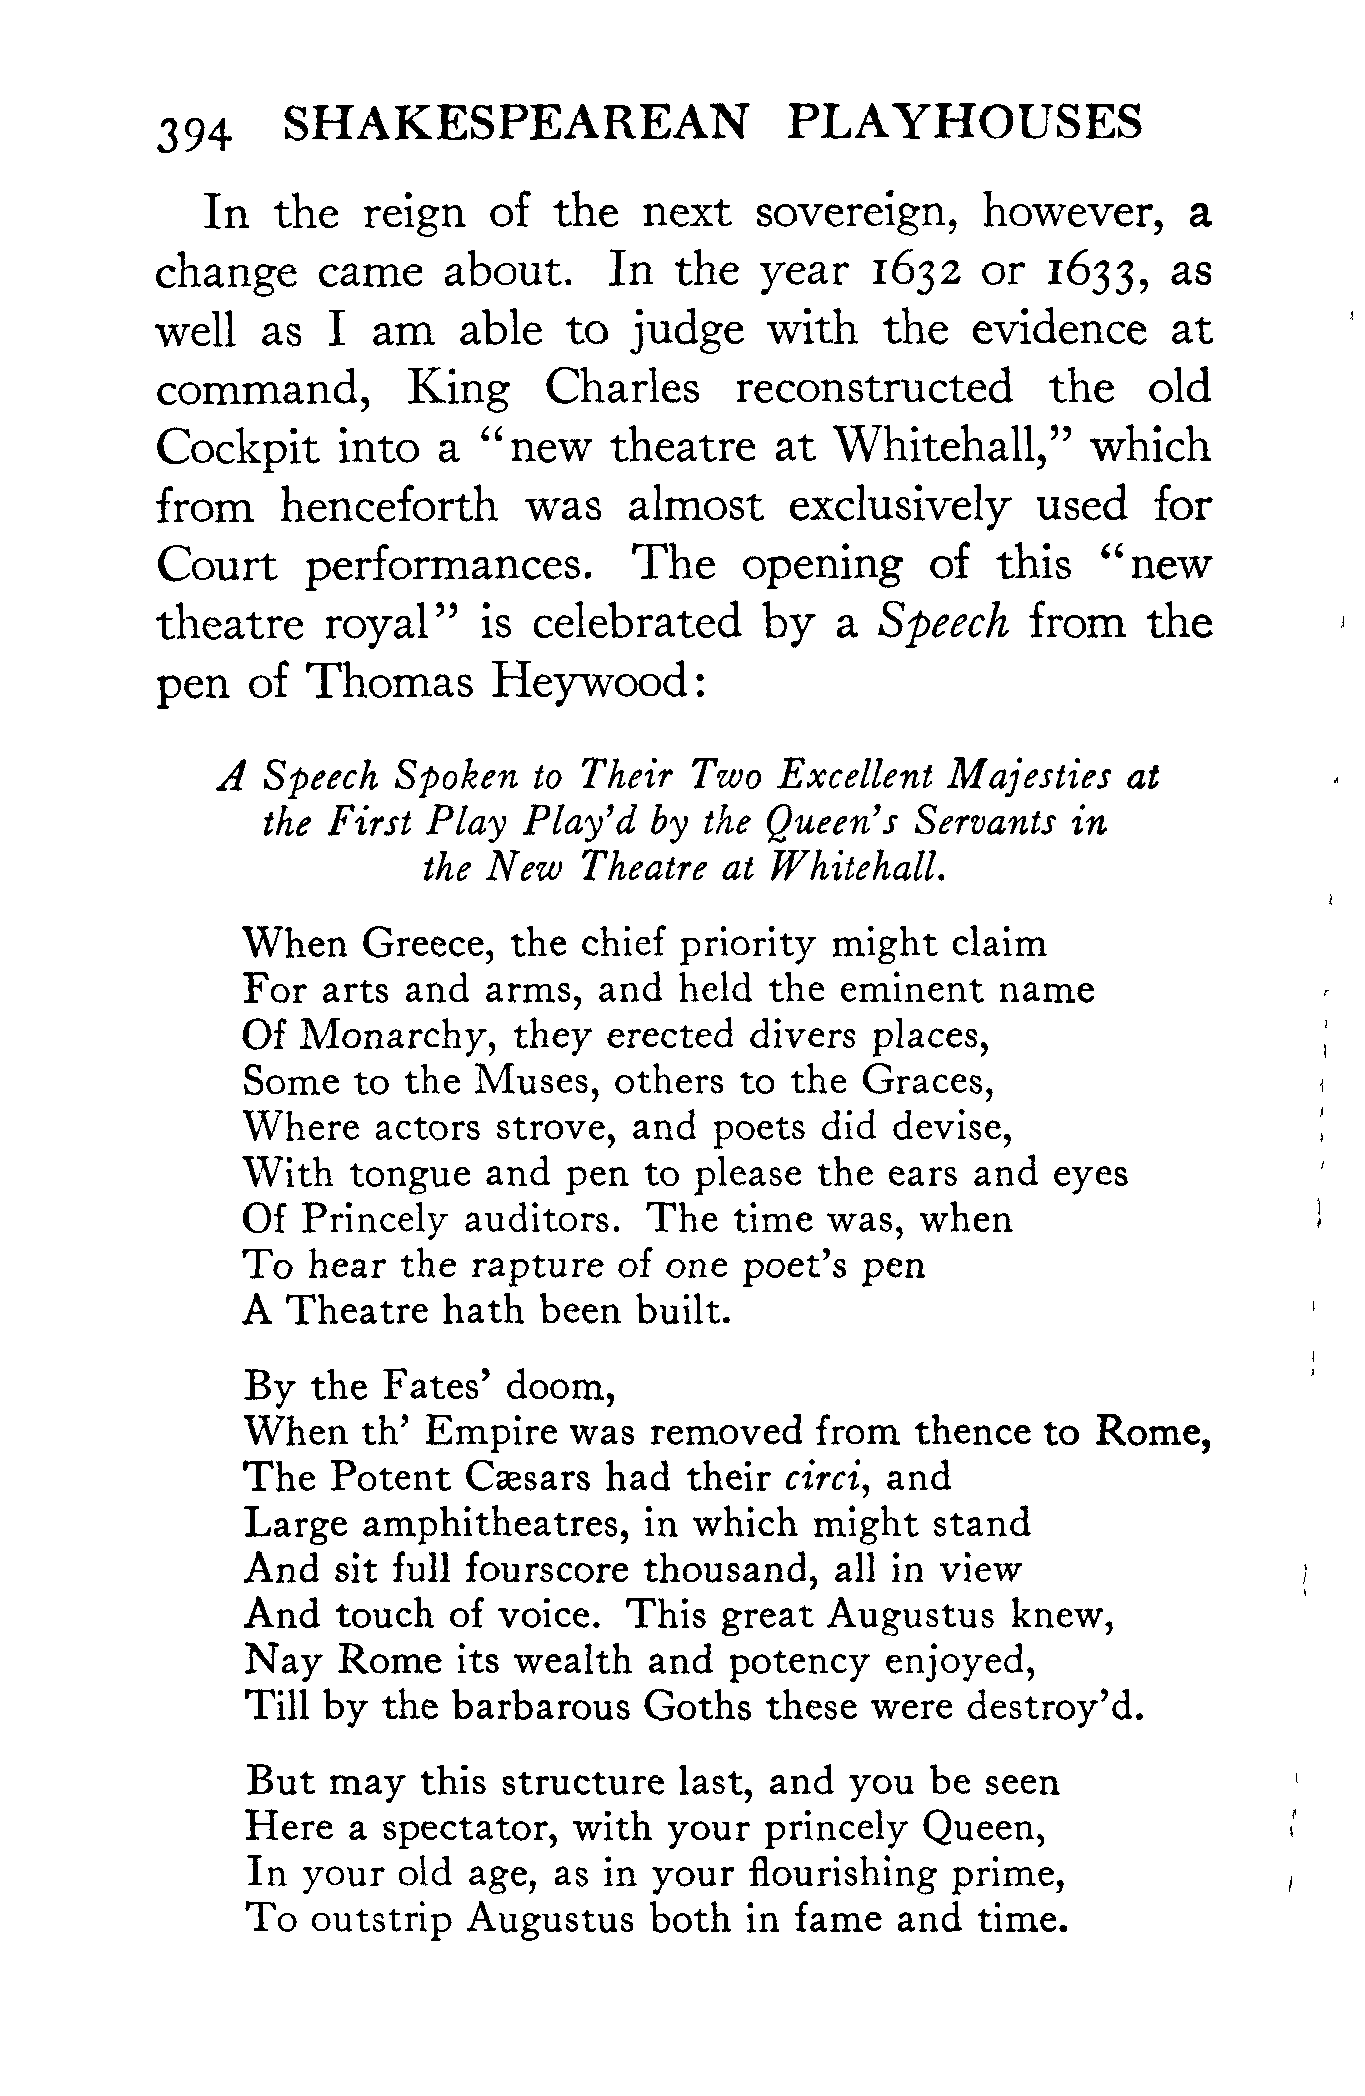 394 SHAKESPEAREAN PLAYHOUSES
In the reign of the next sovereign, however, a
change came about. In the year 1632 or 1633, as
well as I am able to judge with the evidence at
command, King Charles reconstructed the old
Cockpit into a “new theatre at Whitehall,” which
from henceforth was almost exclusively used for
Court performances. The opening of this “new
theatre royal” is celebrated by a Speech from the
pen of Thomas Heywood:
A Speech Spoken to Their Two Excellent Majesties at
the First Play Play’d by the Queen’s Servants in
the New Theatre at Whitehall.
When Greece, the chief priority might claim
For arts and arms, and held the eminent name
Of Monarchy, they erected divers places,
Some to the Muses, others to the Graces,
Where actors strove, and poets did devise,
With tongue and pen to please the ears and eyes
Of Princely auditors. The time was, when
To hear the rapture of one poet’s pen
A Theatre hath been built.
By the Fates’ doom,
When th’ Empire was removed from thence to Rome,
The Potent Cæsars had their circi, and
Large amphitheatres, in which might stand
And sit full fourscore thousand, all in view
And touch of voice. This great Augustus knew,
Nay Rome its wealth and potency enjoyed,
Till by the barbarous Goths these were destroy’d.
But may this structure last, and you be seen
Here a spectator, with your princely Queen,
In your old age, as in your flourishing prime,
To outstrip Augustus both in fame and time.